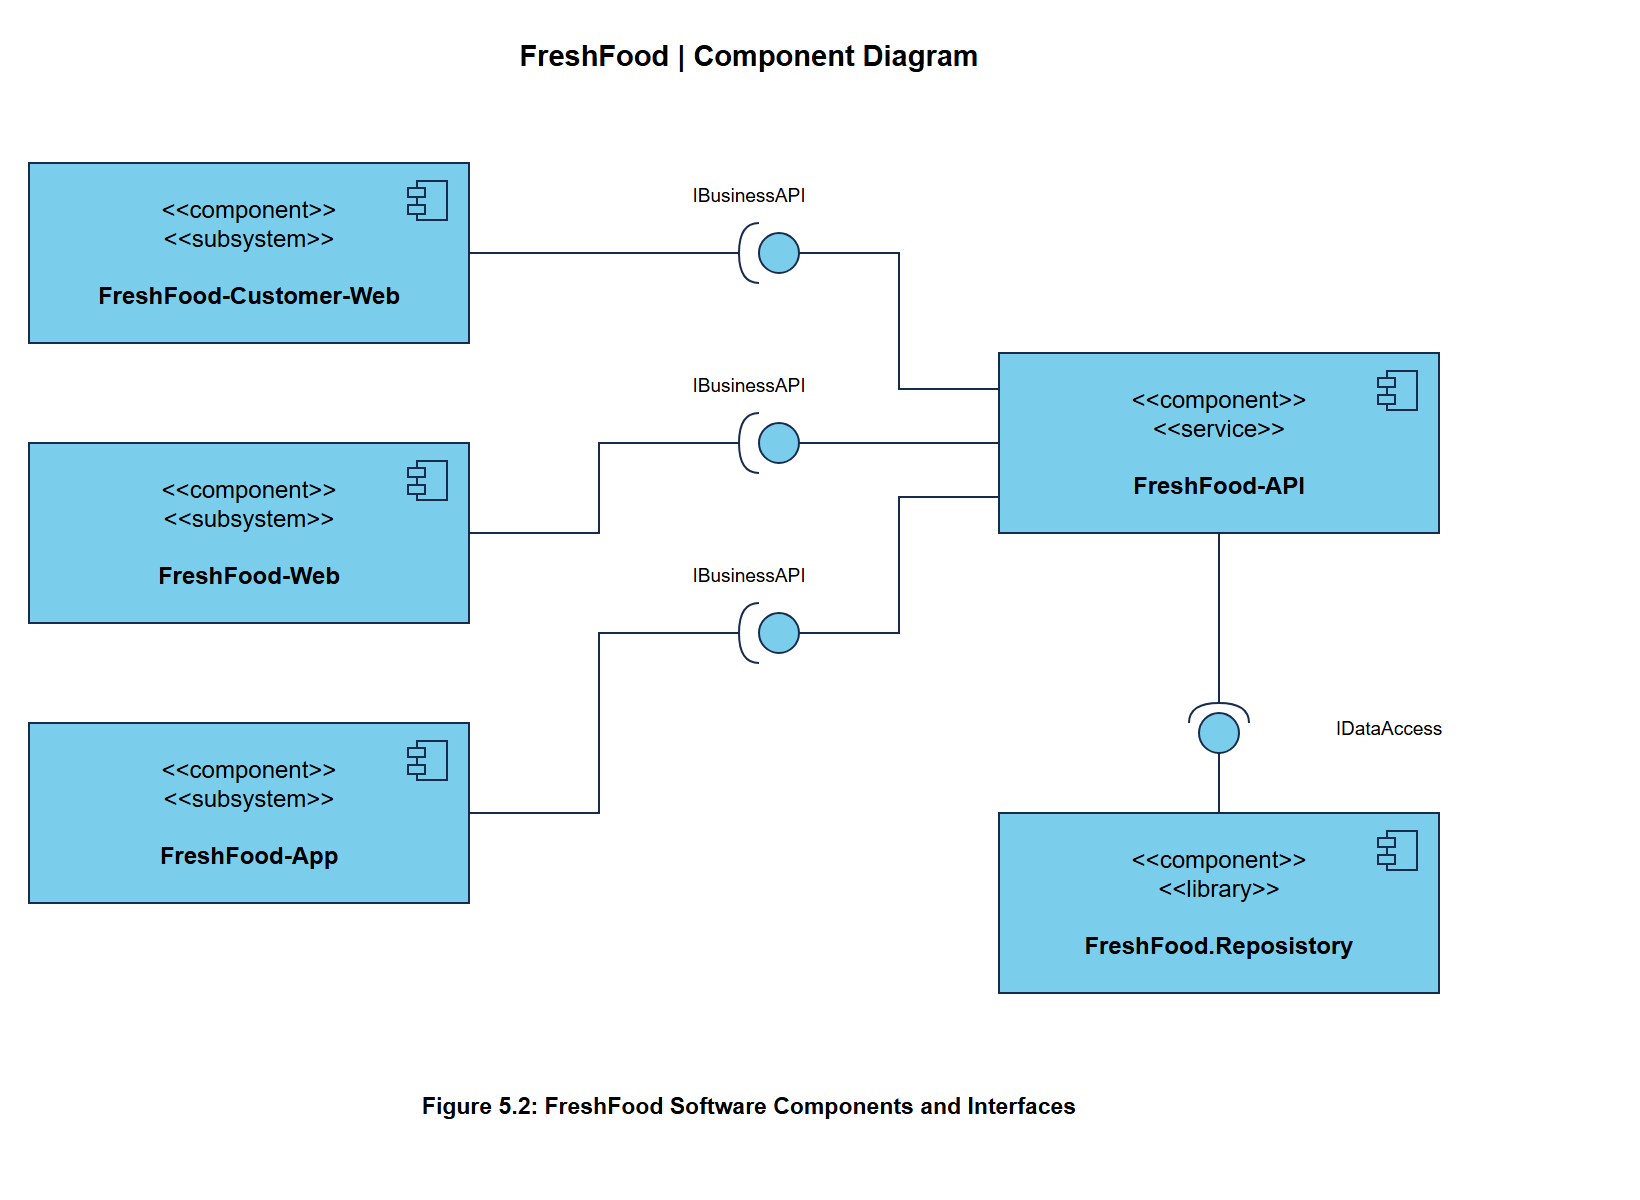 FreshFood | Component Diagram
<<component>>
<<subsystem>>
FreshFood-Customer-Web
IBusinessAPI
<<component>>
<<subsystem>>
FreshFood-Web
IBusinessAPI
<<component>>
<<service>>
FreshFood-API
IBusinessAPI
<<component>>
<<subsystem>>
FreshFood-App
IDataAccess
<<component>>
<<library>>
FreshFood.Reposistory
Figure 5.2: FreshFood Software Components and Interfaces